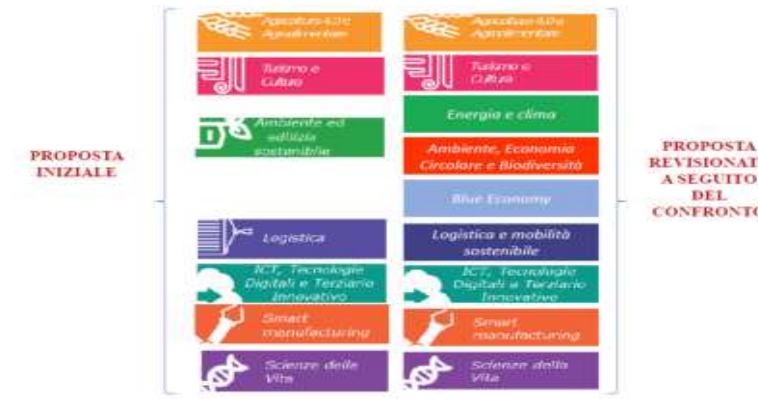 PROPOSTA
INIZIALE
Agricoltura 4.0 e
Agroalimentare
Turismo e
Cultura
Ambiente ed
edilizia
sostenibile
Logistica
ICT, Tecnologie
Digitali e Terziario
Innovativo
Smart
manufacturing
Scienze della
Vita
Agricoltura 4.0 e
Agroalimentare
Turismo e
Cultura
Energia e clima
Ambiente, Economia
Circolare e Biodiversità
Blue Economy
Logistica e mobilità
sostenibile
ICT, Tecnologie
Digitali e Terziario
Innovativo
Smart
manufacturing
Scienze della
Vita
PROPOSTA
REVISIONAT
A SEGUITO
DEL
CONFRONTO